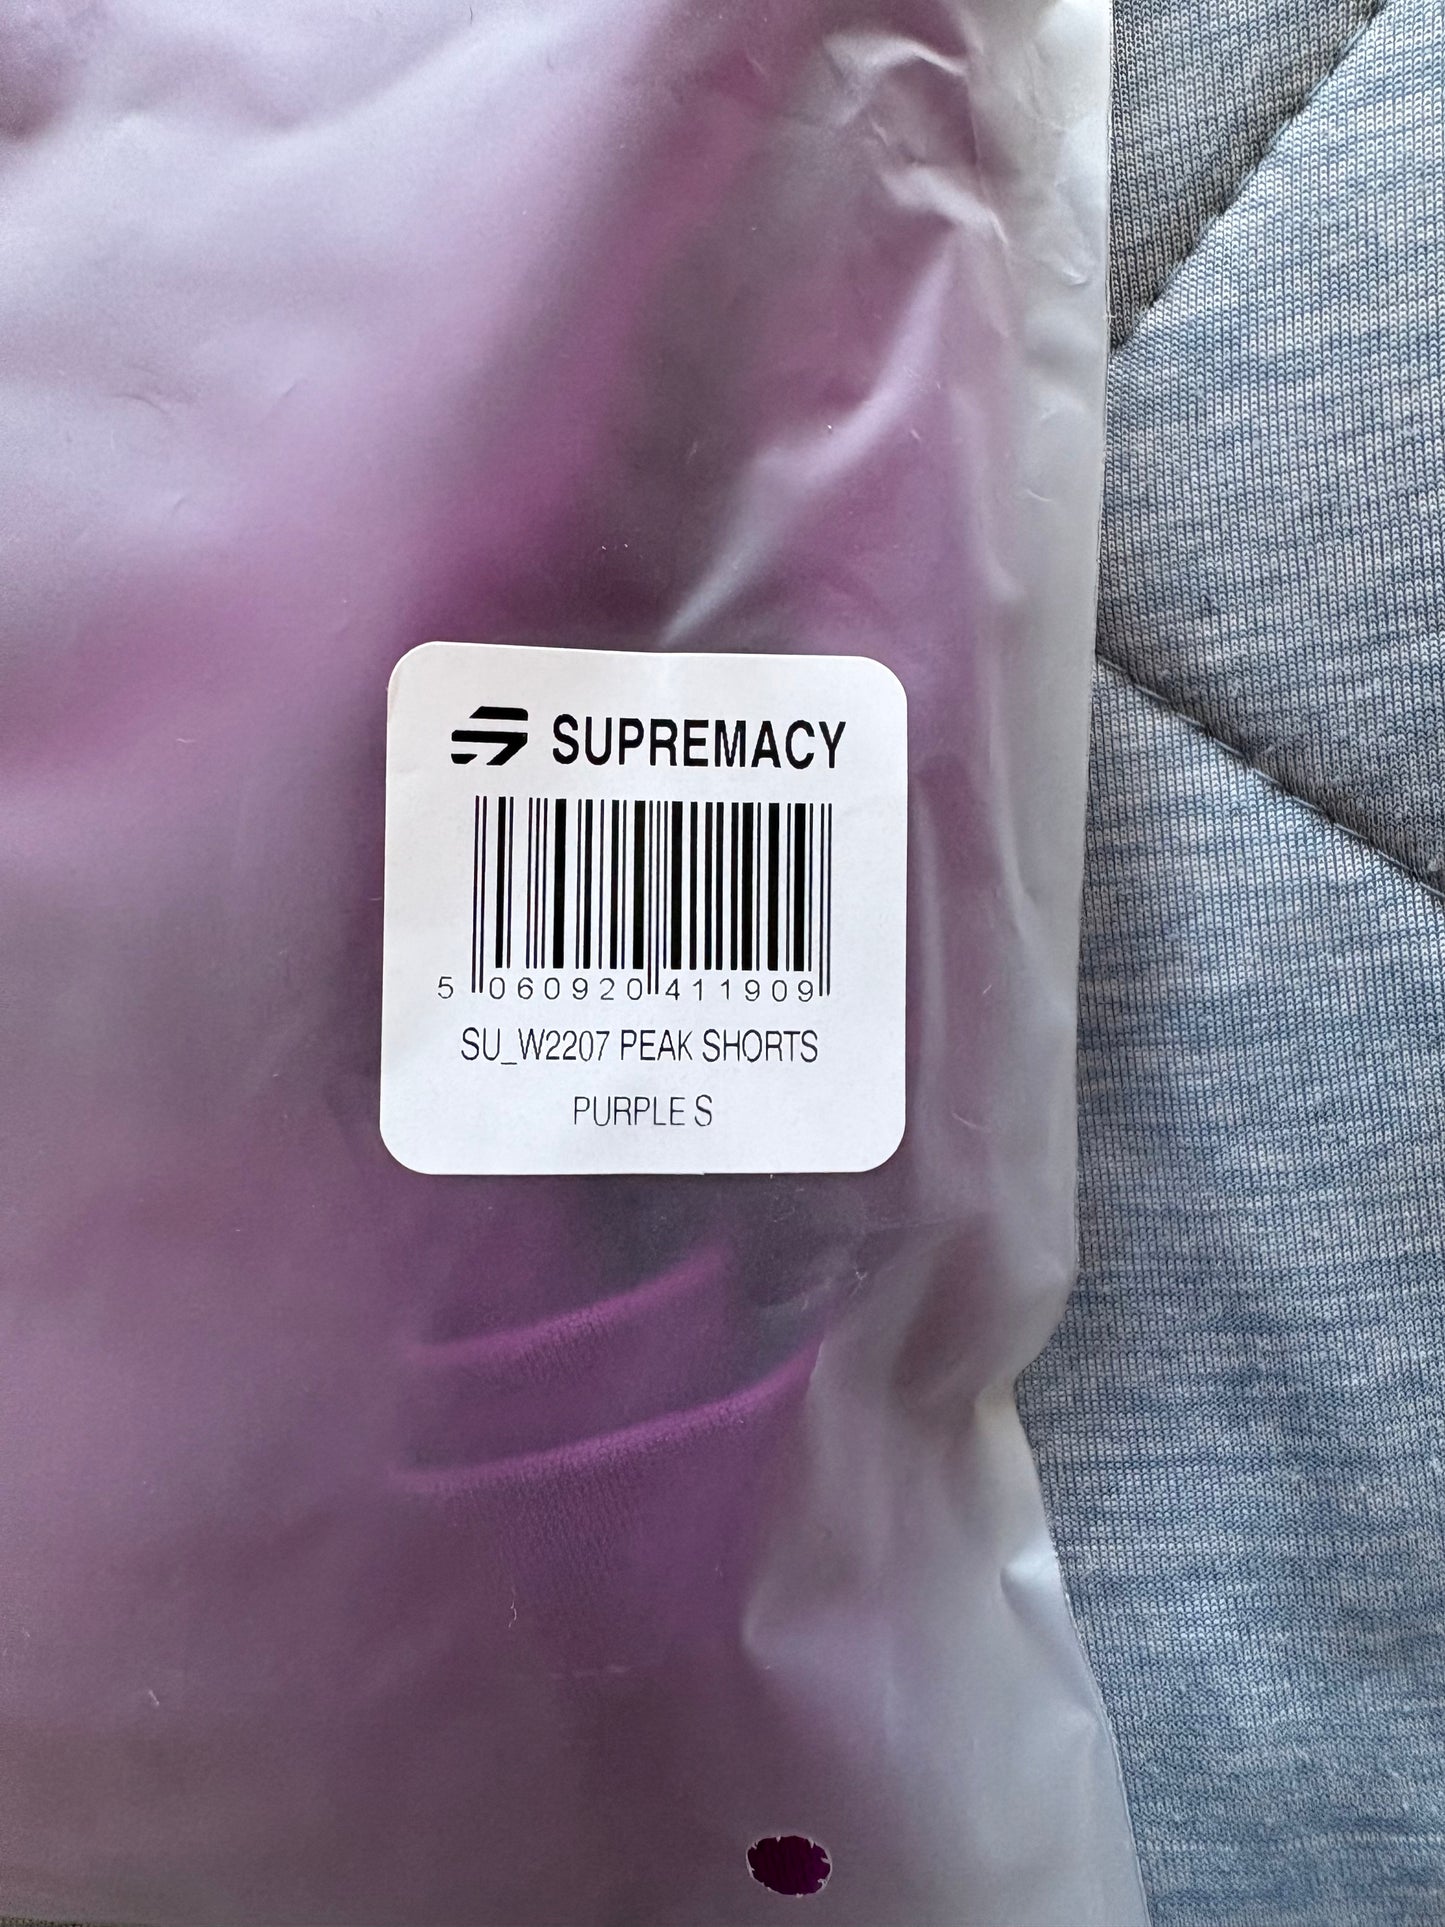 SUPREMACY
5 060920 411909
SU_W2207 PEAK SHORTS
PURPLE S